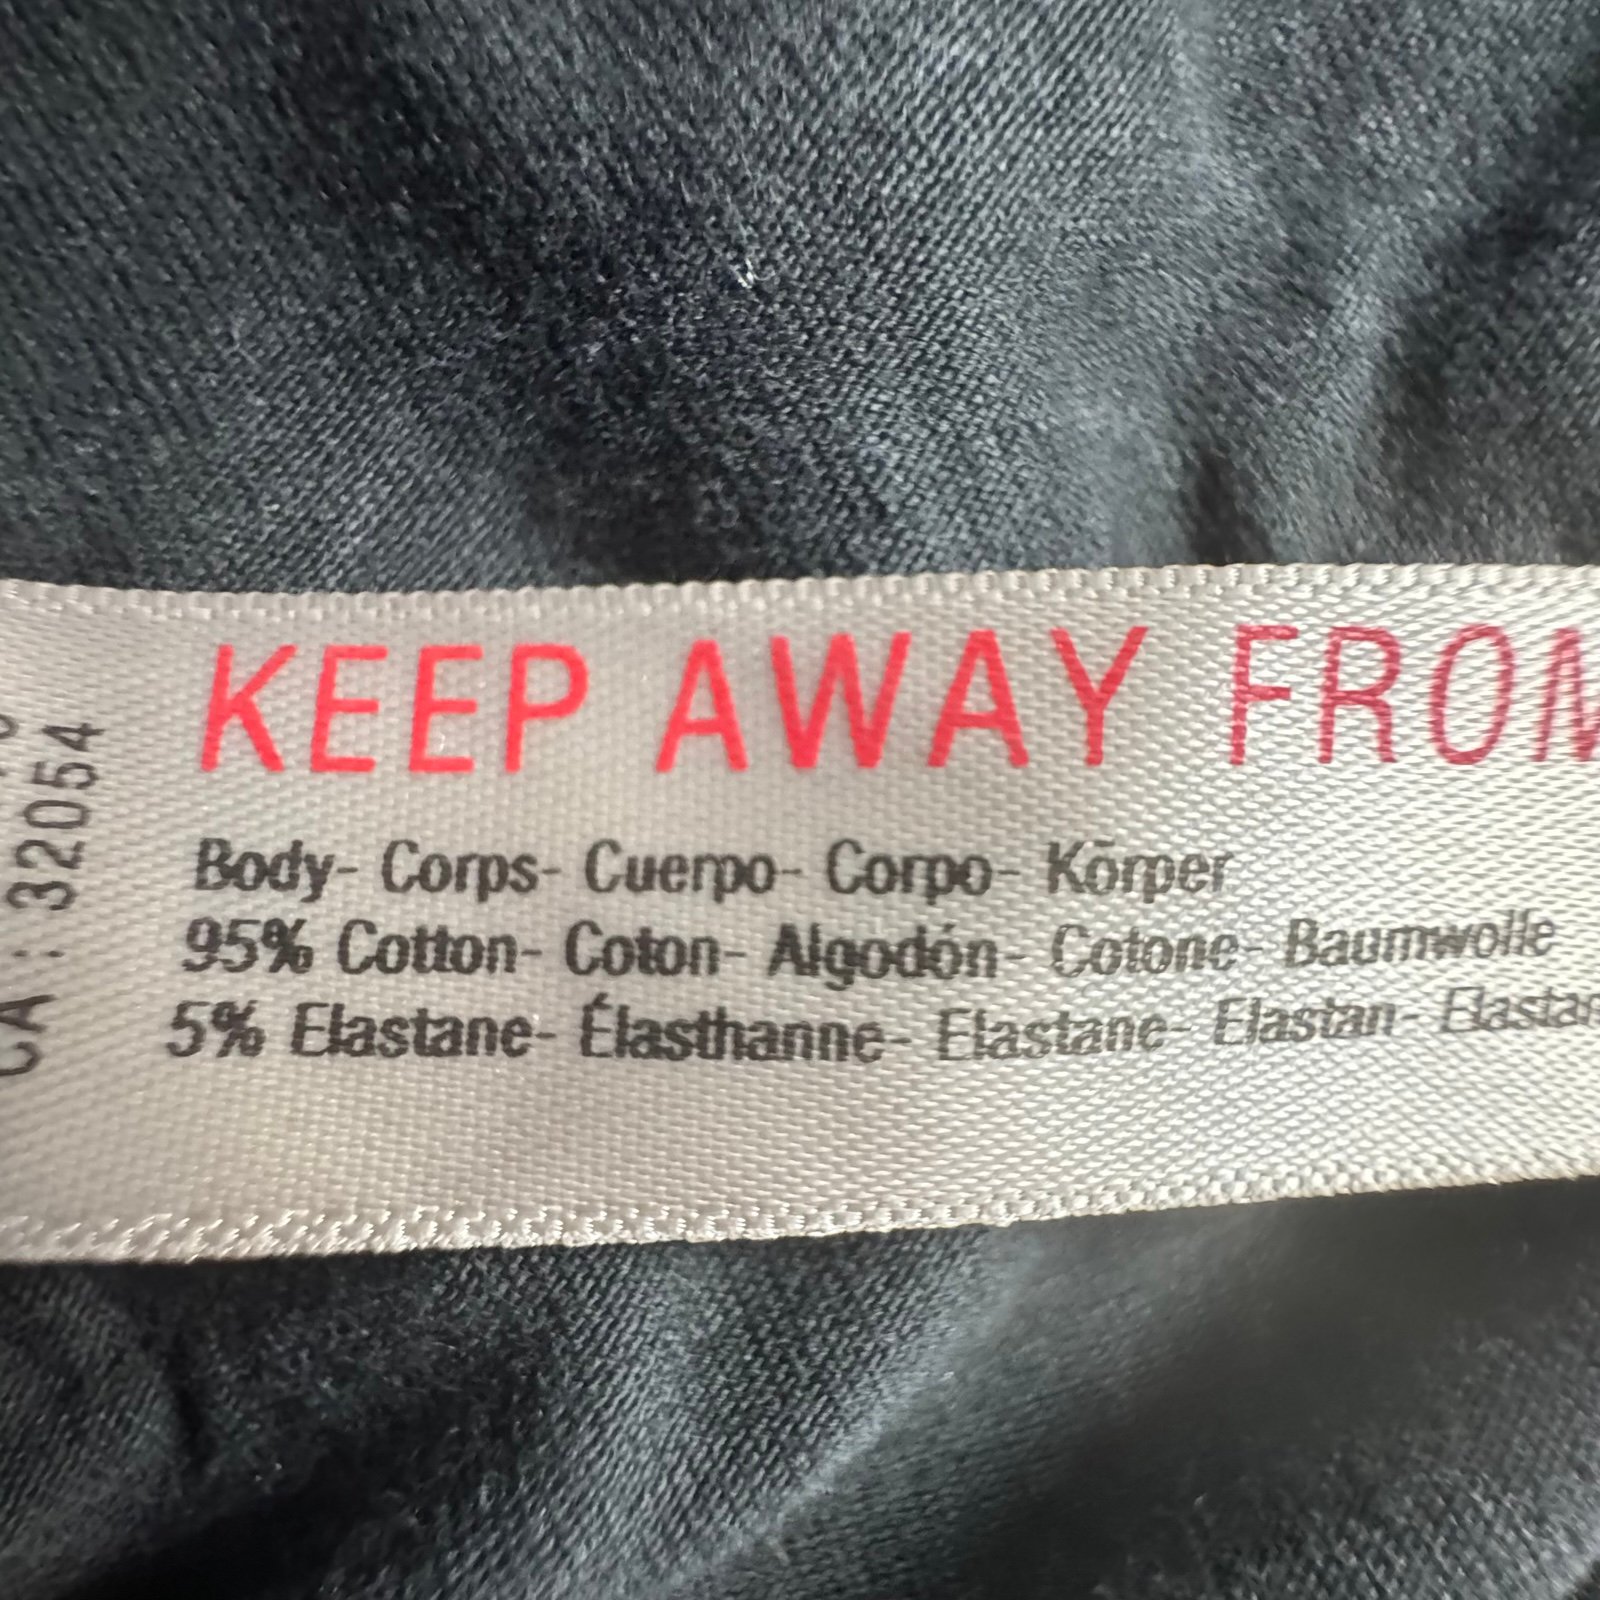 CA : 32054
KEEP AWAY FROM
Body- Corps- Cuerpo- Corpo- Körper
95% Cotton- Coton- Algodón- Cotone- Baumwolle
5% Elastane- Élasthanne- Elastane- Elastan- Elastan